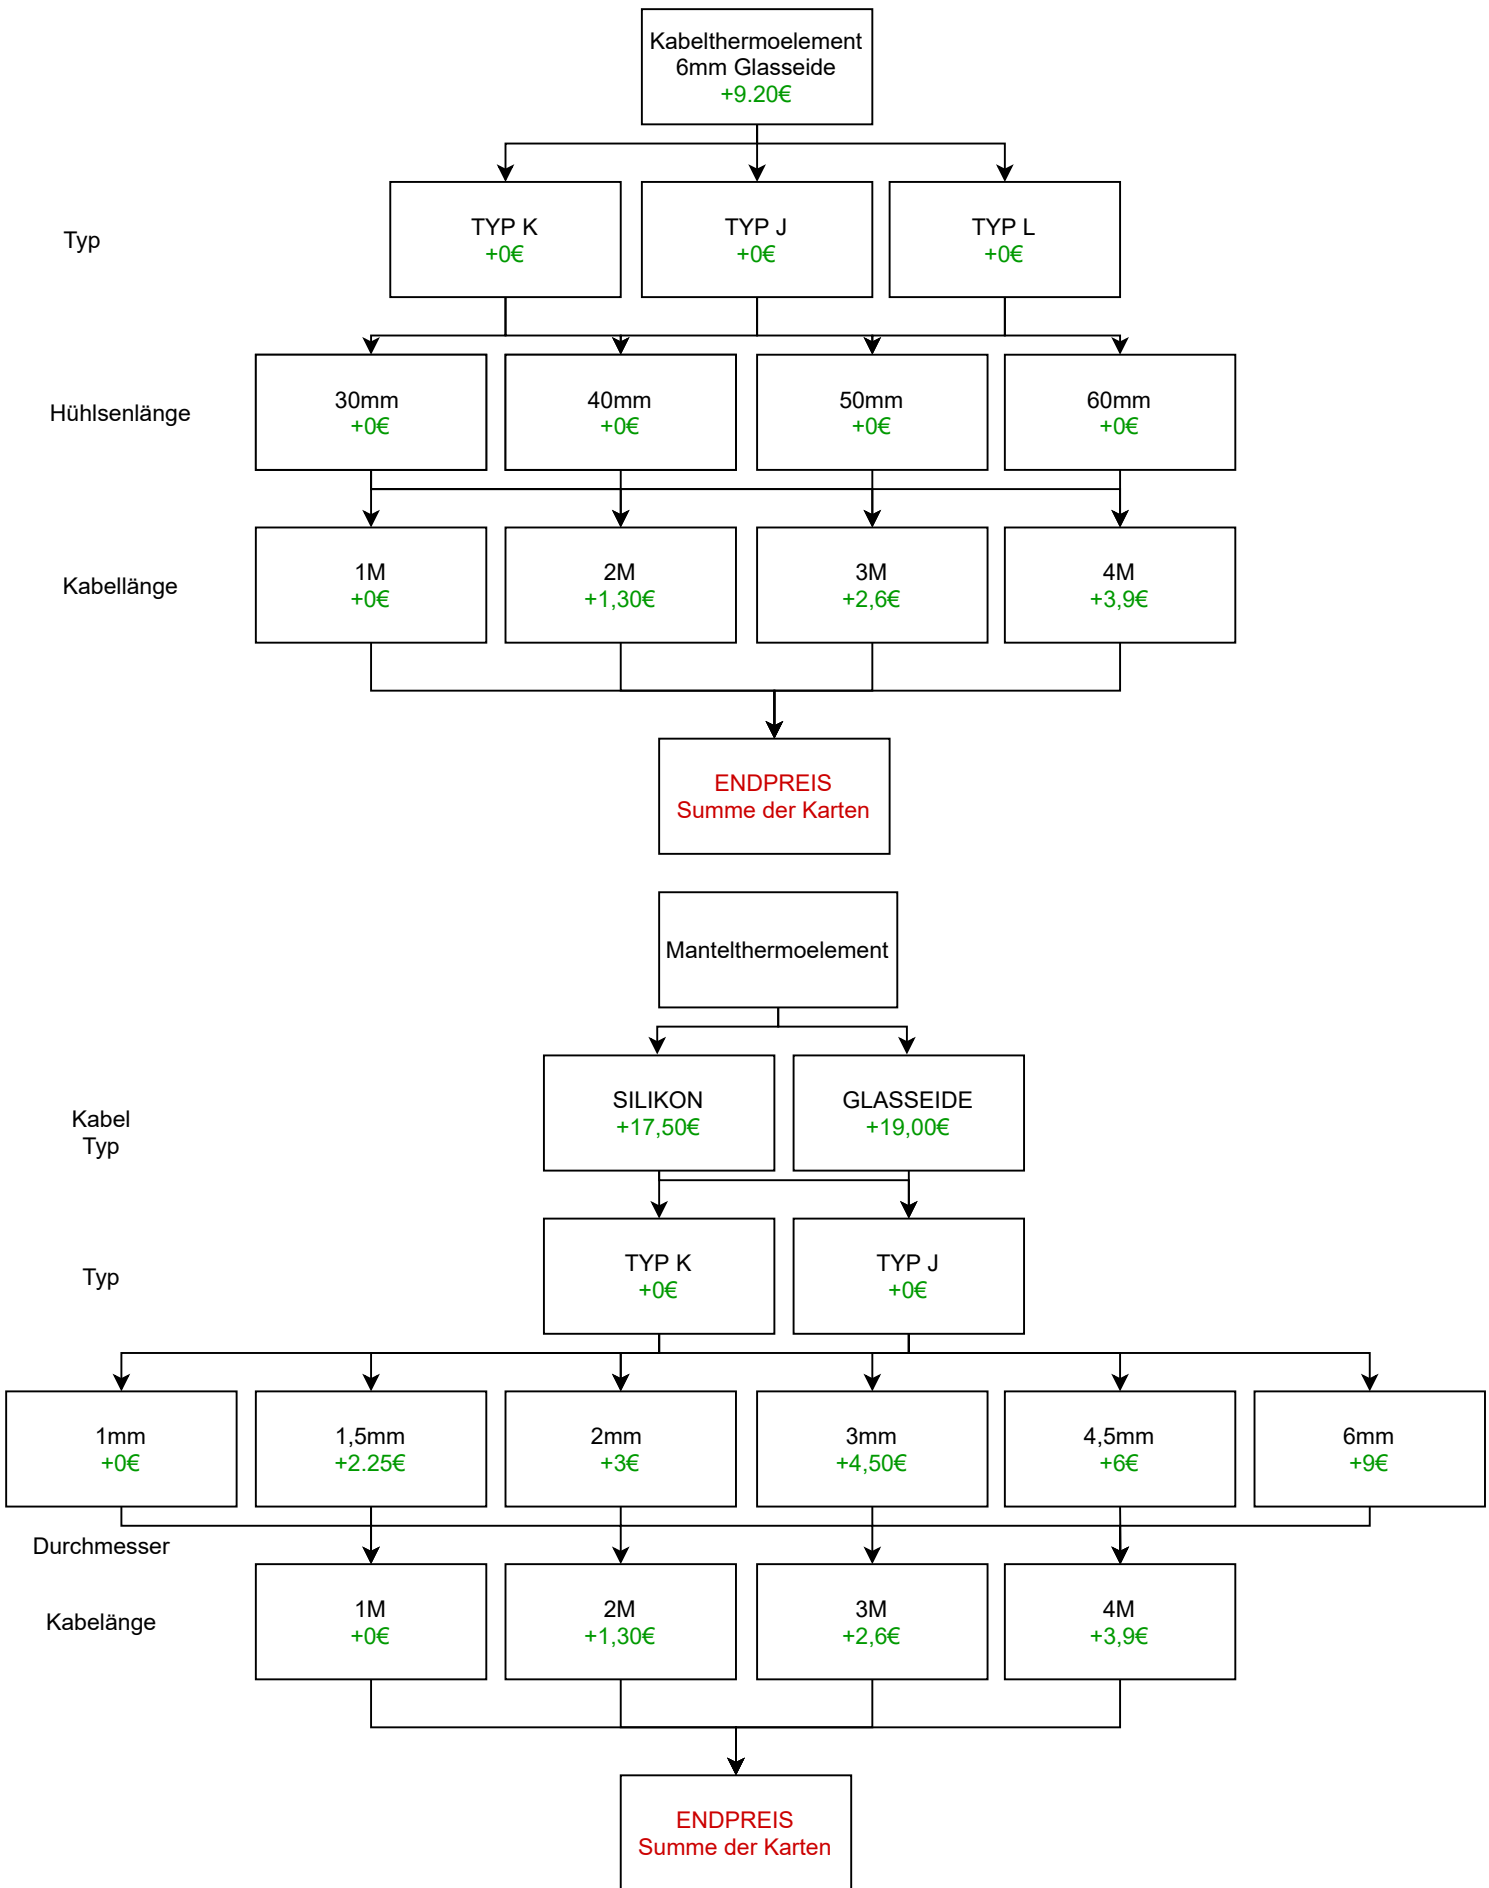 Kabelthermoelement
6mm Glasseide
+9.20€
Typ
TYP K
+0€
TYP J
+0€
TYP L
+0€
Hühlsenlänge
30mm
+0€
40mm
+0€
50mm
+0€
60mm
+0€
Kabellänge
1M
+0€
2M
+1,30€
3M
+2,6€
4M
+3,9€
ENDPREIS
Summe der Karten
Mantelthermoelement
Kabel
Typ
SILIKON
+17,50€
GLASSEIDE
+19,00€
Typ
TYP K
+0€
TYP J
+0€
1mm
+0€
1,5mm
+2.25€
2mm
+3€
3mm
+4,50€
4,5mm
+6€
6mm
+9€
Durchmesser
Kabelänge
1M
+0€
2M
+1,30€
3M
+2,6€
4M
+3,9€
ENDPREIS
Summe der Karten